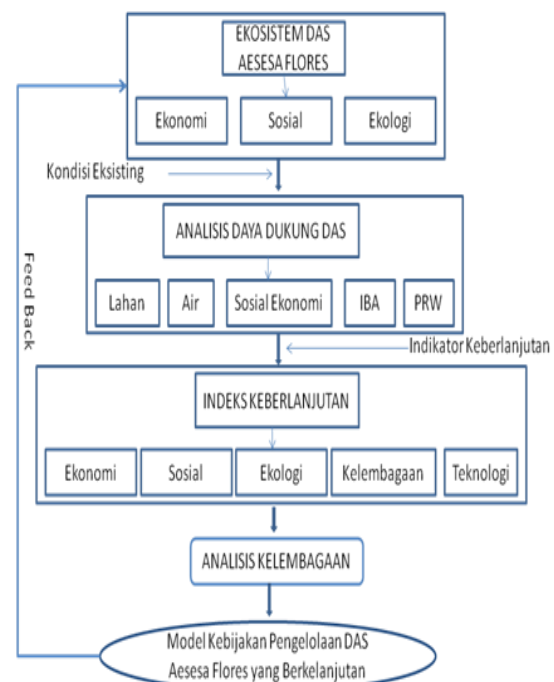 EKOSISTEM DAS
AESESA FLORES
Ekonomi
Sosial
Ekologi
Kondisi Eksisting
ANALISIS DAYA DUKUNG DAS
Lahan
Air
Sosial Ekonomi
IBA
PRW
Indikator Keberlanjutan
INDEKS KEBERLANJUTAN
Ekonomi
Sosial
Ekologi
Kelembagaan
Teknologi
ANALISIS KELEMBAGAAN
Model Kebijakan Pengelolaan DAS
Aesesa Flores yang Berkelanjutan
Feed Back